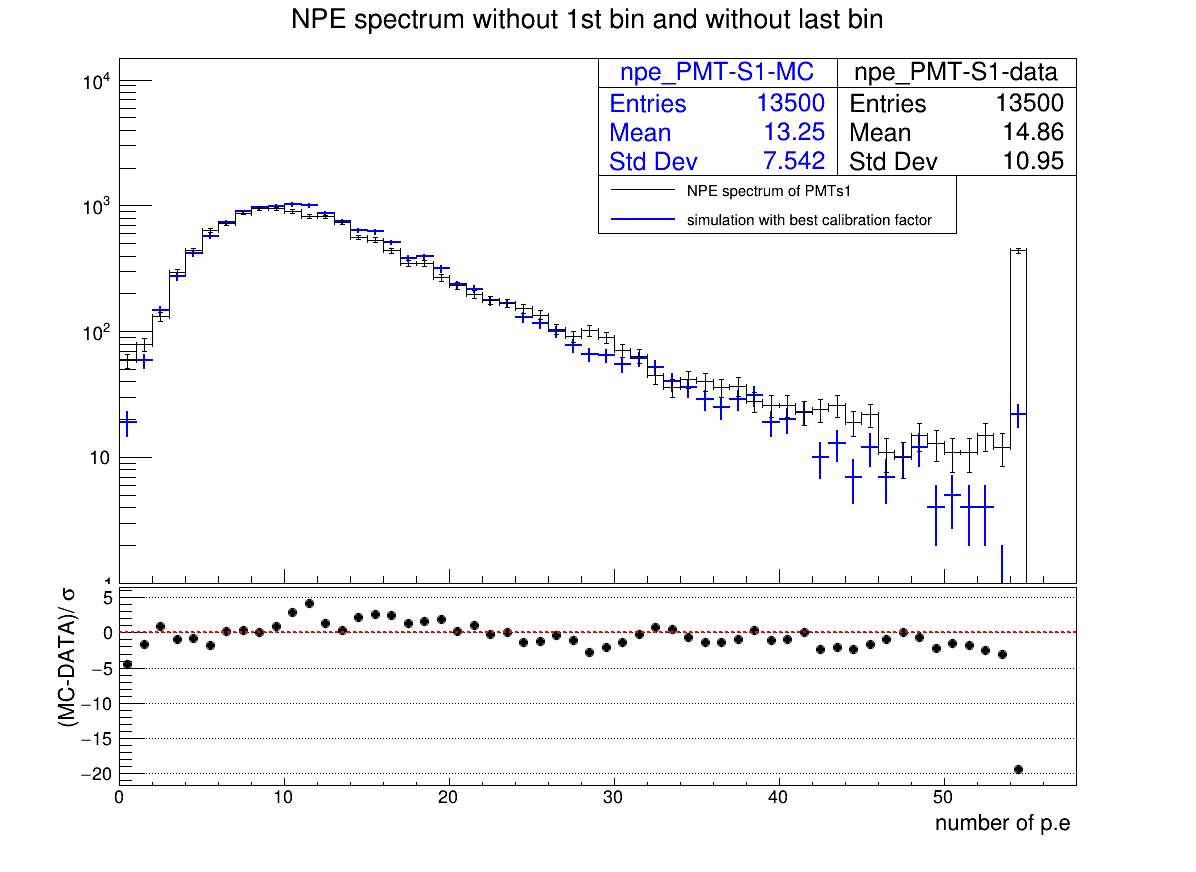 NPE spectrum without 1st bin and without last bin
npe_PMT-S1-MC
Entries 13500
Mean 13.25
Std Dev 7.542
npe_PMT-S1-data
Entries 13500
Mean 14.86
Std Dev 10.95
NPE spectrum of PMTs1
simulation with best calibration factor
10^4
10^3
10^2
10
1
(MC-DATA)/ σ
5
0
−5
−10
−15
−20
0 10 20 30 40 50
number of p.e